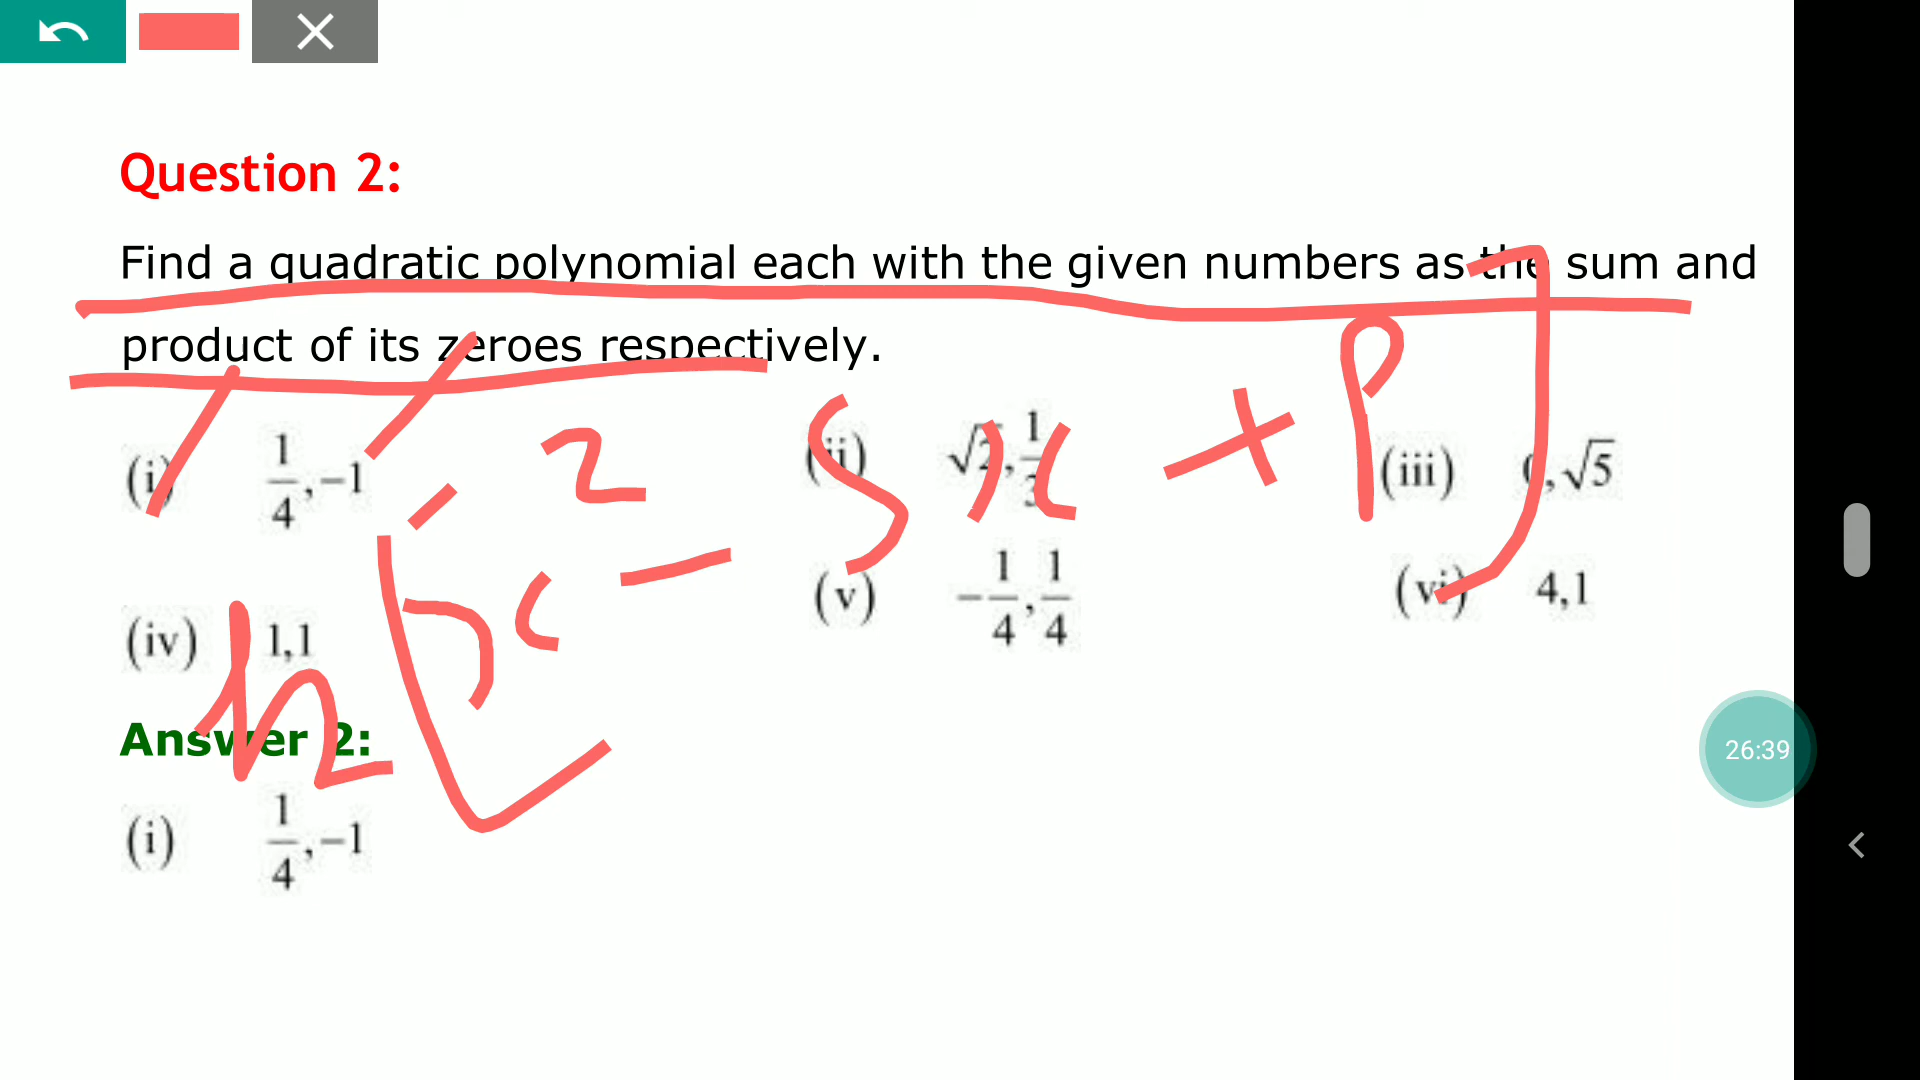 Question 2:
Find a quadratic polynomial each with the given numbers as the sum and
product of its zeroes respectively.
(i) 1/4, -1 (ii) √2, 1/3 (iii) 0, √5
(iv) 1,1 (v) -1/4, 1/4 (vi) 4,1
k[x² - Sx + P]
Answer 2:
(i) 1/4, -1
26:39